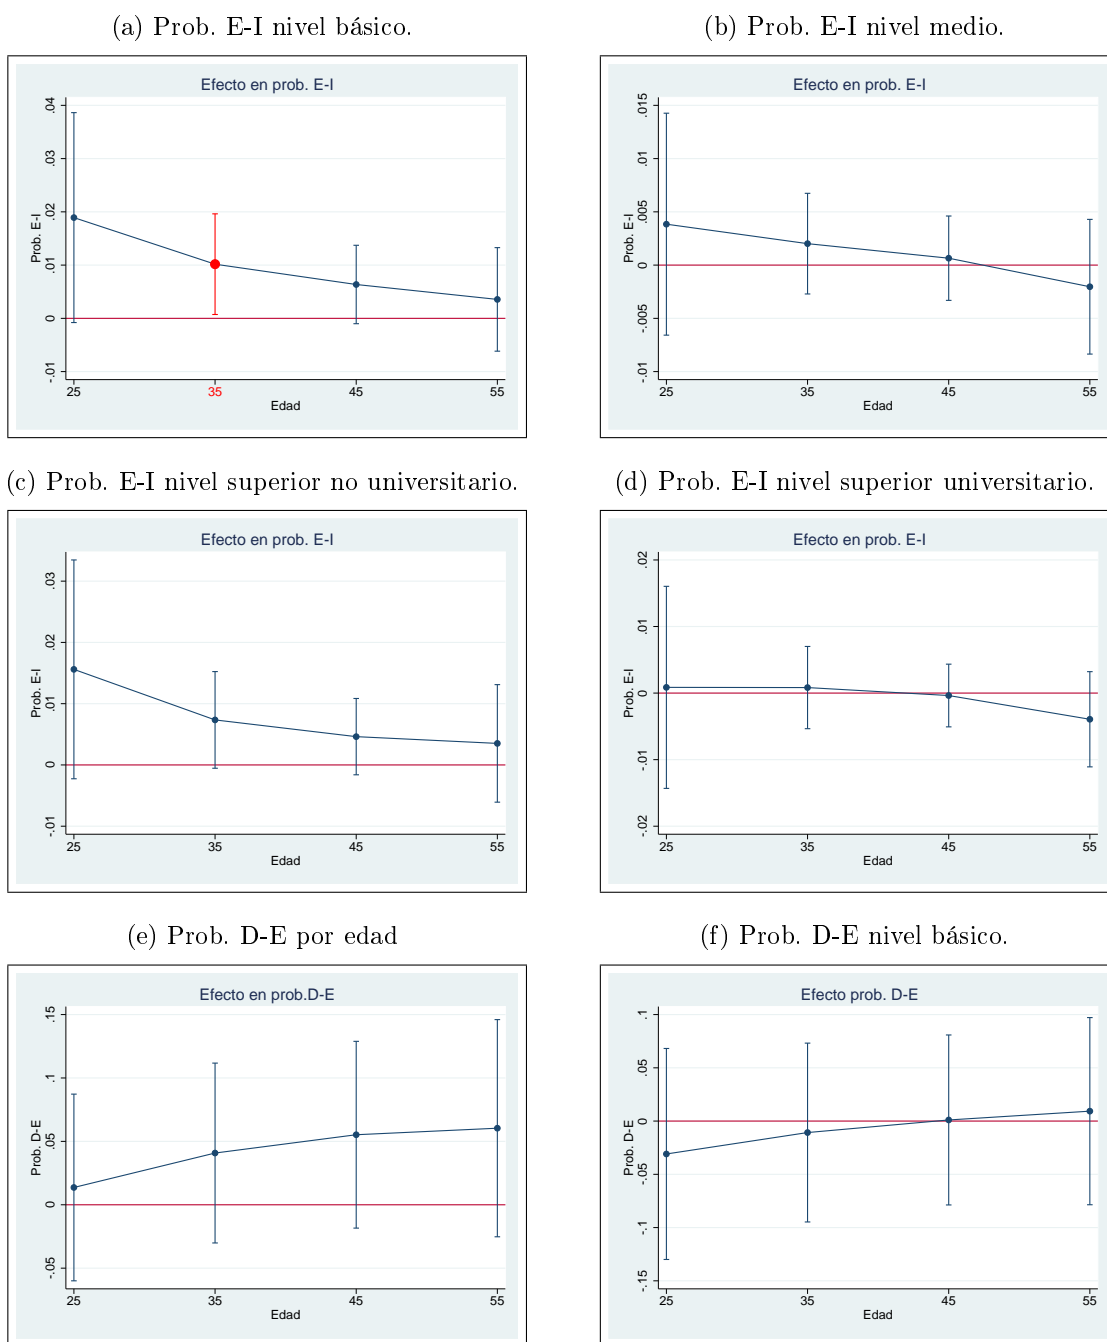 (a) Prob. E-I nivel básico.
Efecto en prob. E-I
Prob. E-I
.04
.03
.02
.01
0
-.01
25 35 45 55
Edad
(b) Prob. E-I nivel medio.
Efecto en prob. E-I
Prob. E-I
.015
.01
.005
0
-.005
-.01
25 35 45 55
Edad
(c) Prob. E-I nivel superior no universitario.
Efecto en prob. E-I
Prob. E-I
.03
.02
.01
0
-.01
25 35 45 55
Edad
(d) Prob. E-I nivel superior universitario.
Efecto en prob. E-I
Prob. E-I
.02
.01
0
-.01
-.02
25 35 45 55
Edad
(e) Prob. D-E por edad
Efecto en prob.D-E
Prob. D-E
.15
.1
.05
0
-.05
25 35 45 55
Edad
(f) Prob. D-E nivel básico.
Efecto prob. D-E
Prob. D-E
.1
.05
0
-.05
-.1
-.15
25 35 45 55
Edad